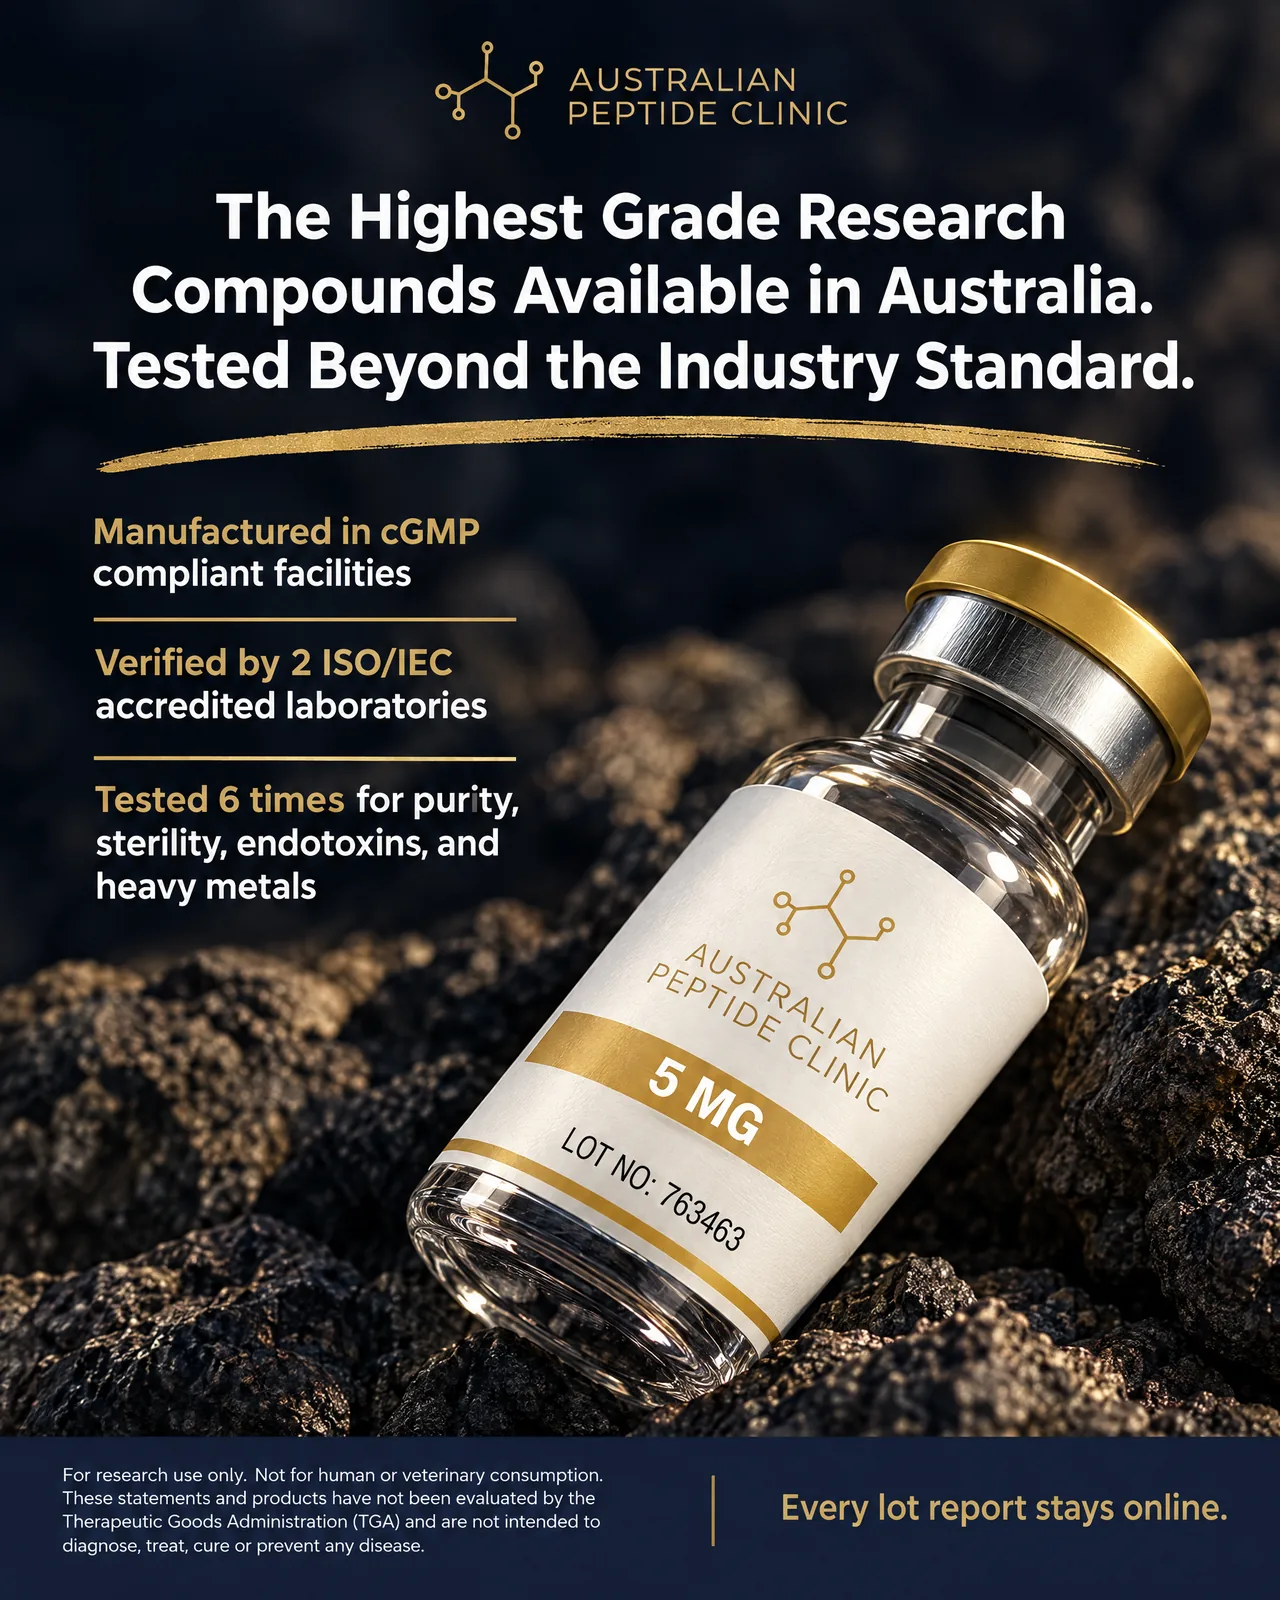 AUSTRALIAN
PEPTIDE CLINIC
The Highest Grade Research
Compounds Available in Australia.
Tested Beyond the Industry Standard.
Manufactured in cGMP
compliant facilities
Verified by 2 ISO/IEC
accredited laboratories
Tested 6 times for purity,
sterility, endotoxins, and
heavy metals
AUSTRALIAN
PEPTIDE CLINIC
5 MG
LOT NO: 763463
For research use only. Not for human or veterinary consumption.
These statements and products have not been evaluated by the
Therapeutic Goods Administration (TGA) and are not intended to
diagnose, treat, cure or prevent any disease.
Every lot report stays online.